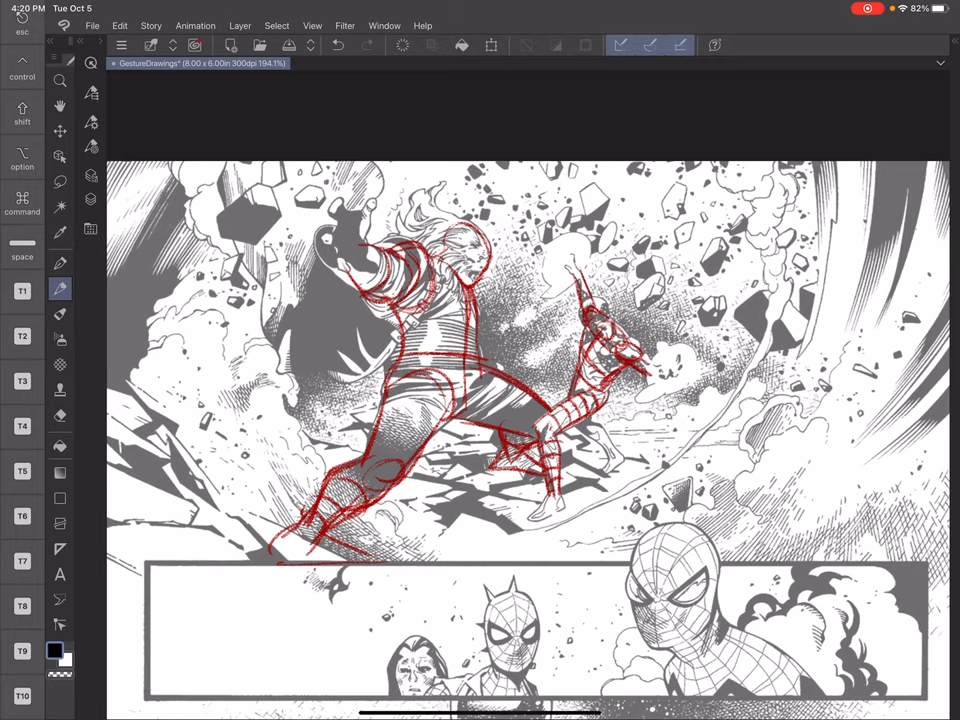 4:20 PM Tue Oct 5
82%
File Edit Story Animation Layer Select Filter View Window Help
esc
control
shift
option
command
space
GestureDrawings* (8.00 x 6.00in 300dpi 194.1%)
T1
T2
T3
T4
T5
T6
T7
T8
T9
T10
A